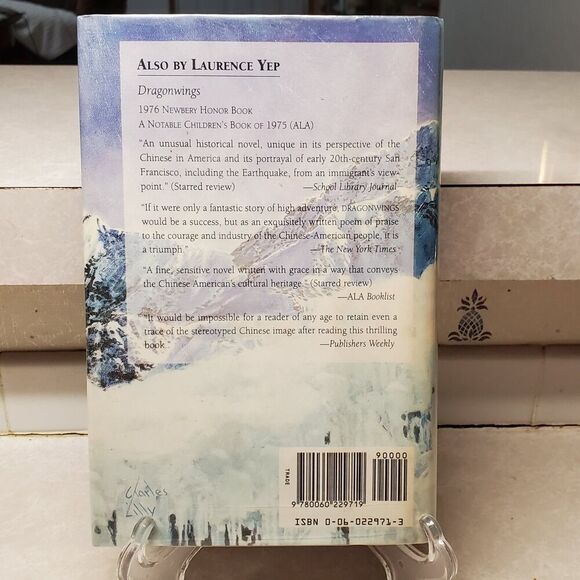 ALSO BY LAURENCE YEP
Dragonwings
1976 NEWBERY HONOR BOOK
A NOTABLE CHILDREN'S BOOK OF 1975 (ALA)
"An unusual historical novel, unique in its perspective of the
Chinese in America and its portrayal of early 20th-century San
Francisco, including the Earthquake, from an immigrant's view-
point." (Starred review) —School Library Journal
"If it were only a fantastic story of high adventure, DRAGONWINGS
would be a success, but as an exquisitely written poem of praise
to the courage and industry of the Chinese-American people, it is
a triumph." —The New York Times
"A fine, sensitive novel written with grace in a way that conveys
the Chinese American's cultural heritage." (Starred review)
—ALA Booklist
"It would be impossible for a reader of any age to retain even a
trace of the stereotyped Chinese image after reading this thrilling
book." —Publishers Weekly
90000
TRADE
9 780060 229719
ISBN 0-06-022971-3
Charles
Lilly